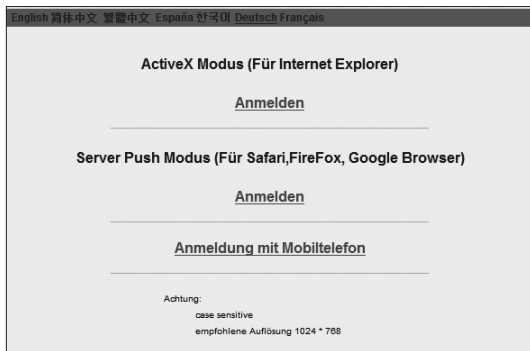 English 简体中文 繁體中文 España 한국어 Deutsch Français
ActiveX Modus (Für Internet Explorer)
Anmelden
Server Push Modus (Für Safari,FireFox, Google Browser)
Anmelden
Anmeldung mit Mobiltelefon
Achtung:
case sensitive
empfohlene Auflösung 1024 * 768